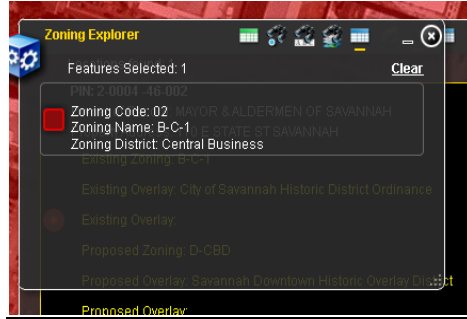 Zoning Explorer
Features Selected: 1
Clear
PIN: 2-0004 -46-002
Zoning Code: 02
MAYOR & ALDERMEN OF SAVANNAH
Zoning Name: B-C-1
E STATE ST SAVANNAH
Zoning District: Central Business
Existing Zoning: B-C-1
Existing Overlay: City of Savannah Historic District Ordinance
Existing Overlay:
Proposed Zoning: D-CBD
Proposed Overlay: Savannah Downtown Historic Overlay District
Proposed Overlay: